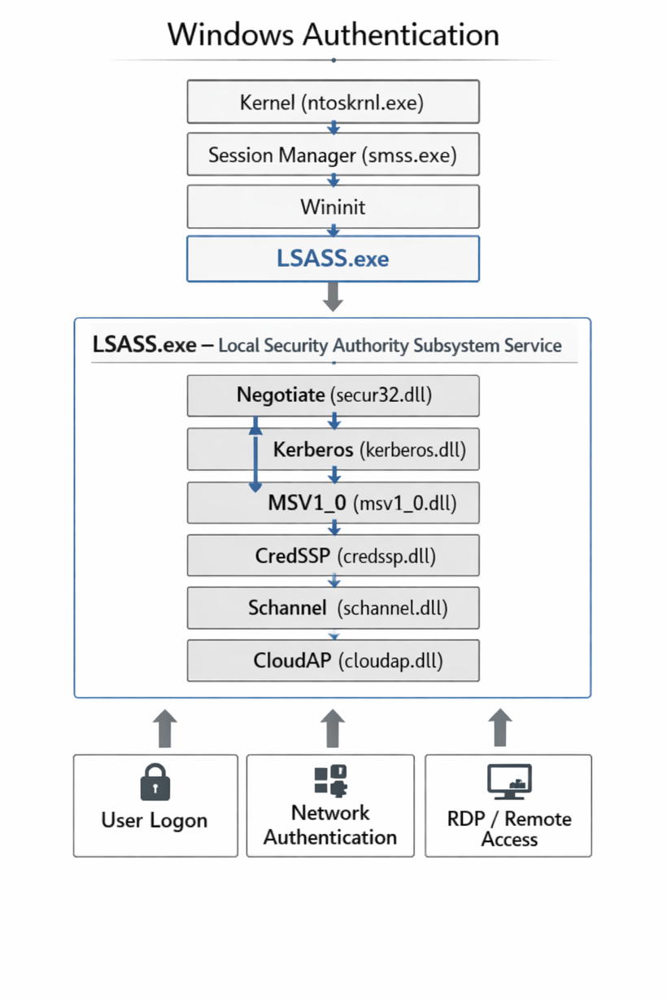 Windows Authentication
Kernel (ntoskrnl.exe)
Session Manager (smss.exe)
Wininit
LSASS.exe
LSASS.exe – Local Security Authority Subsystem Service
Negotiate (secur32.dll)
Kerberos (kerberos.dll)
MSV1_0 (msv1_0.dll)
CredSSP (credssp.dll)
Schannel (schannel.dll)
CloudAP (cloudap.dll)
User Logon
Network
Authentication
RDP / Remote
Access